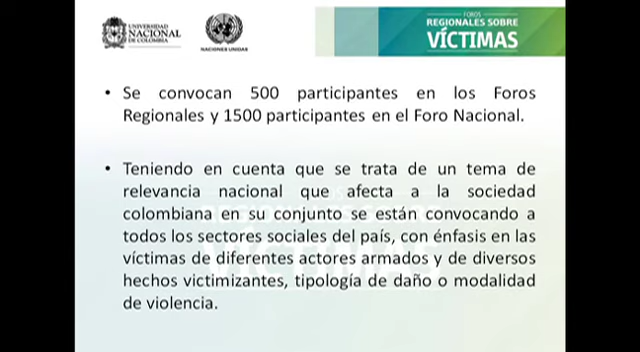 UNIVERSIDAD
NACIONAL
DE COLOMBIA
NACIONES UNIDAS
FOROS
REGIONALES SOBRE
VÍCTIMAS
• Se convocan 500 participantes en los Foros
Regionales y 1500 participantes en el Foro Nacional.
• Teniendo en cuenta que se trata de un tema de
relevancia nacional que afecta a la sociedad
colombiana en su conjunto se están convocando a
todos los sectores sociales del país, con énfasis en las
víctimas de diferentes actores armados y de diversos
hechos victimizantes, tipología de daño o modalidad
de violencia.